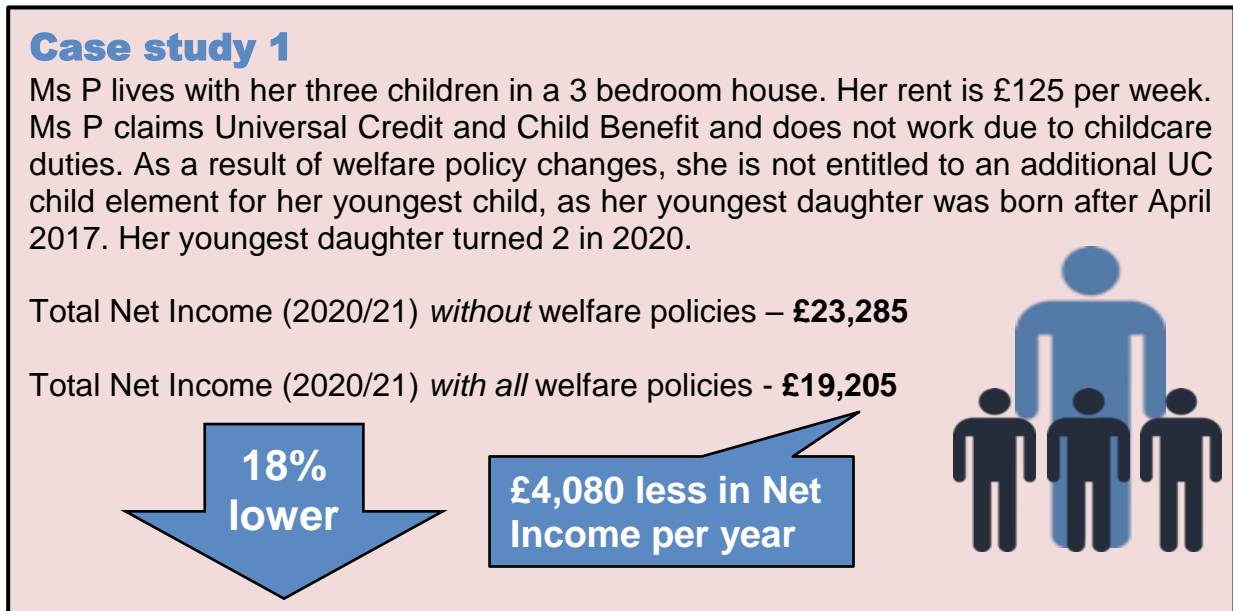 Case study 1
Ms P lives with her three children in a 3 bedroom house. Her rent is £125 per week.
Ms P claims Universal Credit and Child Benefit and does not work due to childcare
duties. As a result of welfare policy changes, she is not entitled to an additional UC
child element for her youngest child, as her youngest daughter was born after April
2017. Her youngest daughter turned 2 in 2020.
Total Net Income (2020/21) without welfare policies – £23,285
Total Net Income (2020/21) with all welfare policies - £19,205
18%
lower
£4,080 less in Net
Income per year